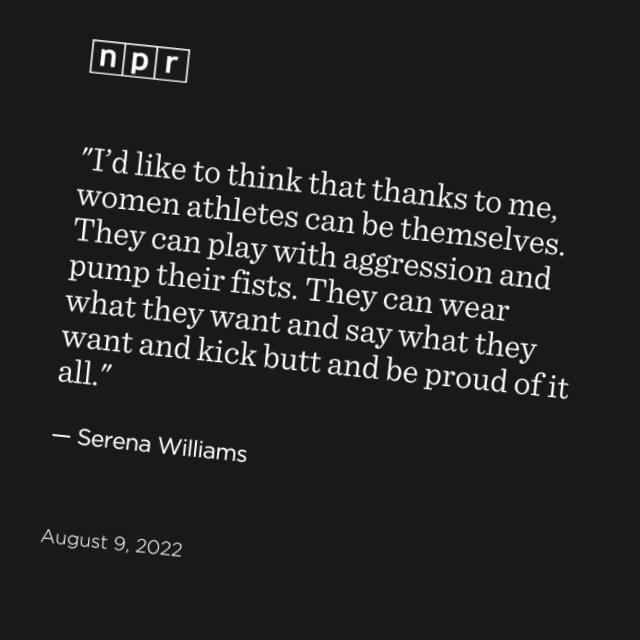 npr
"I’d like to think that thanks to me,
women athletes can be themselves.
They can play with aggression and
pump their fists. They can wear
what they want and say what they
want and kick butt and be proud of it
all."
— Serena Williams
August 9, 2022